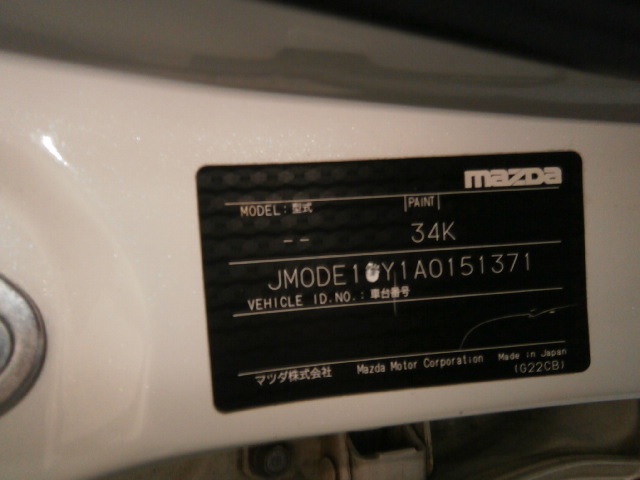 mazda
MODEL: 型式 PAINT
-- 34K
VEHICLE ID.NO.: 車台番号
マツダ株式会社 Mazda Motor Corporation Made in Japan
(G22CB)